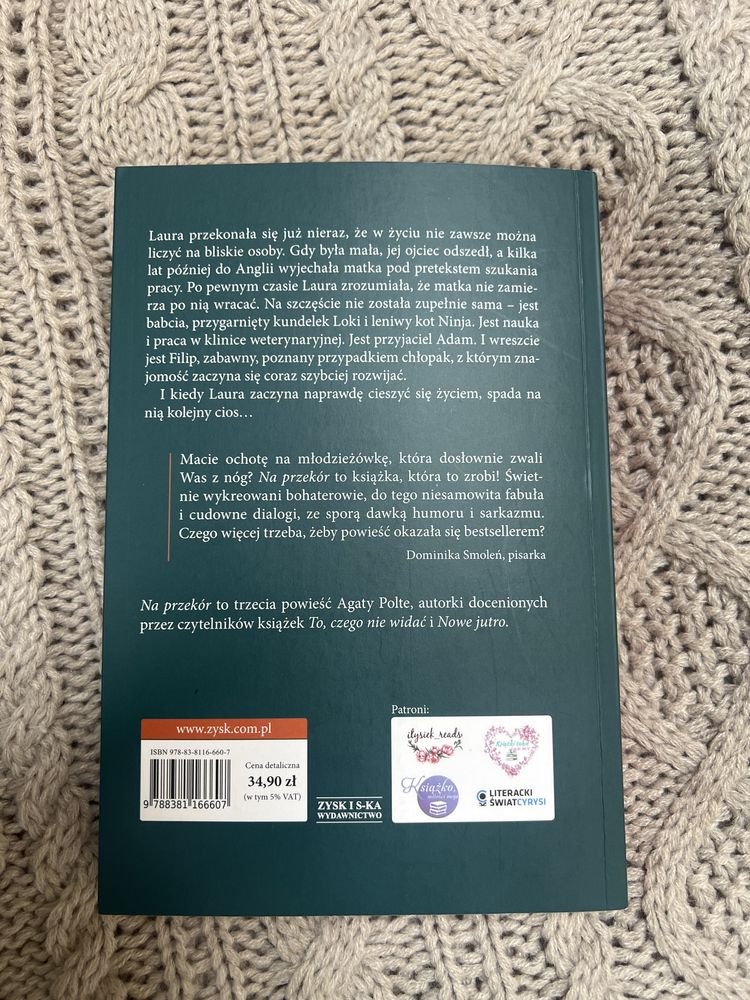 Laura przekonała się już nieraz, że w życiu nie zawsze można
liczyć na bliskie osoby. Gdy była mała, jej ojciec odszedł, a kilka
lat później do Anglii wyjechała matka pod pretekstem szukania
pracy. Po pewnym czasie Laura zrozumiała, że matka nie zamie-
rza po nią wracać. Na szczęście nie została zupełnie sama – jest
babcia, przygarnięty kundelek Loki i leniwy kot Ninja. Jest nauka
i praca w klinice weterynaryjnej. Jest przyjaciel Adam. I wreszcie
jest Filip, zabawny, poznany przypadkiem chłopak, z którym zna-
jomość zaczyna się coraz szybciej rozwijać.
I kiedy Laura zaczyna naprawdę cieszyć się życiem, spada na
nią kolejny cios…
Macie ochotę na młodzieżówkę, która dosłownie zwali
Was z nóg? Na przekór to książka, która to zrobi! Świet-
nie wykreowani bohaterowie, do tego niesamowita fabuła
i cudowne dialogi, ze sporą dawką humoru i sarkazmu.
Czego więcej trzeba, żeby powieść okazała się bestsellerem?
Dominika Smoleń, pisarka
Na przekór to trzecia powieść Agaty Polte, autorki docenionych
przez czytelników książek To, czego nie widać i Nowe jutro.
Patroni:
www.zysk.com.pl
ISBN 978-83-8116-660-7
Cena detaliczna
34,90 zł
(w tym 5% VAT)
9 788381 166607
ZYSK I S-KA
WYDAWNICTWO
ilysiek_reads
Książko,
miłości moja
LITERACKI
ŚWIATCYRYSI